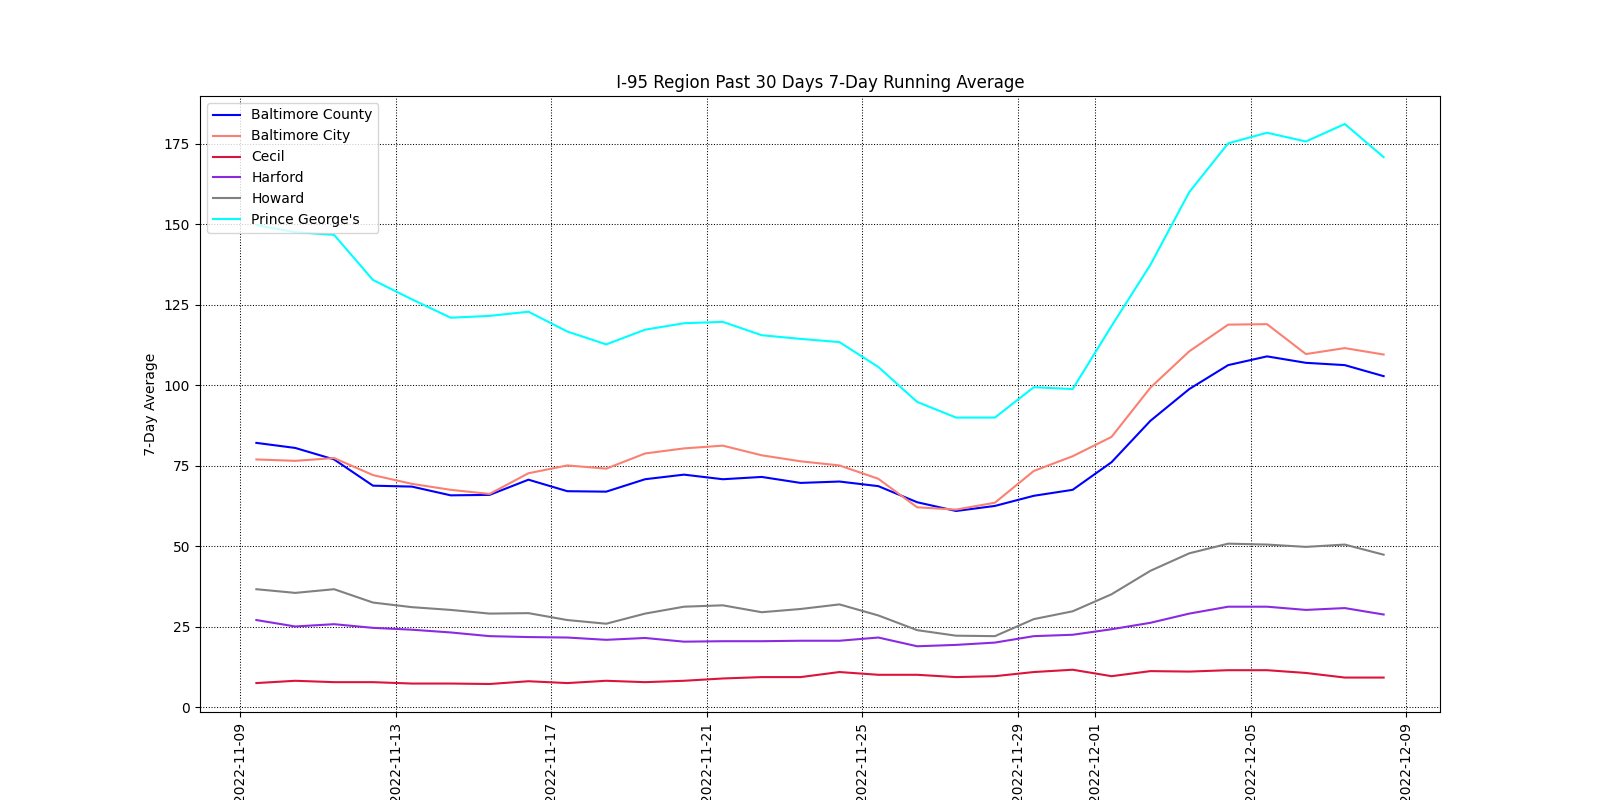 I-95 Region Past 30 Days 7-Day Running Average
Baltimore County
Baltimore City
Cecil
Harford
Howard
Prince George's
7-Day Average
175
150
125
100
75
50
25
0
2022-11-09
2022-11-13
2022-11-17
2022-11-21
2022-11-25
2022-11-29
2022-12-01
2022-12-05
2022-12-09